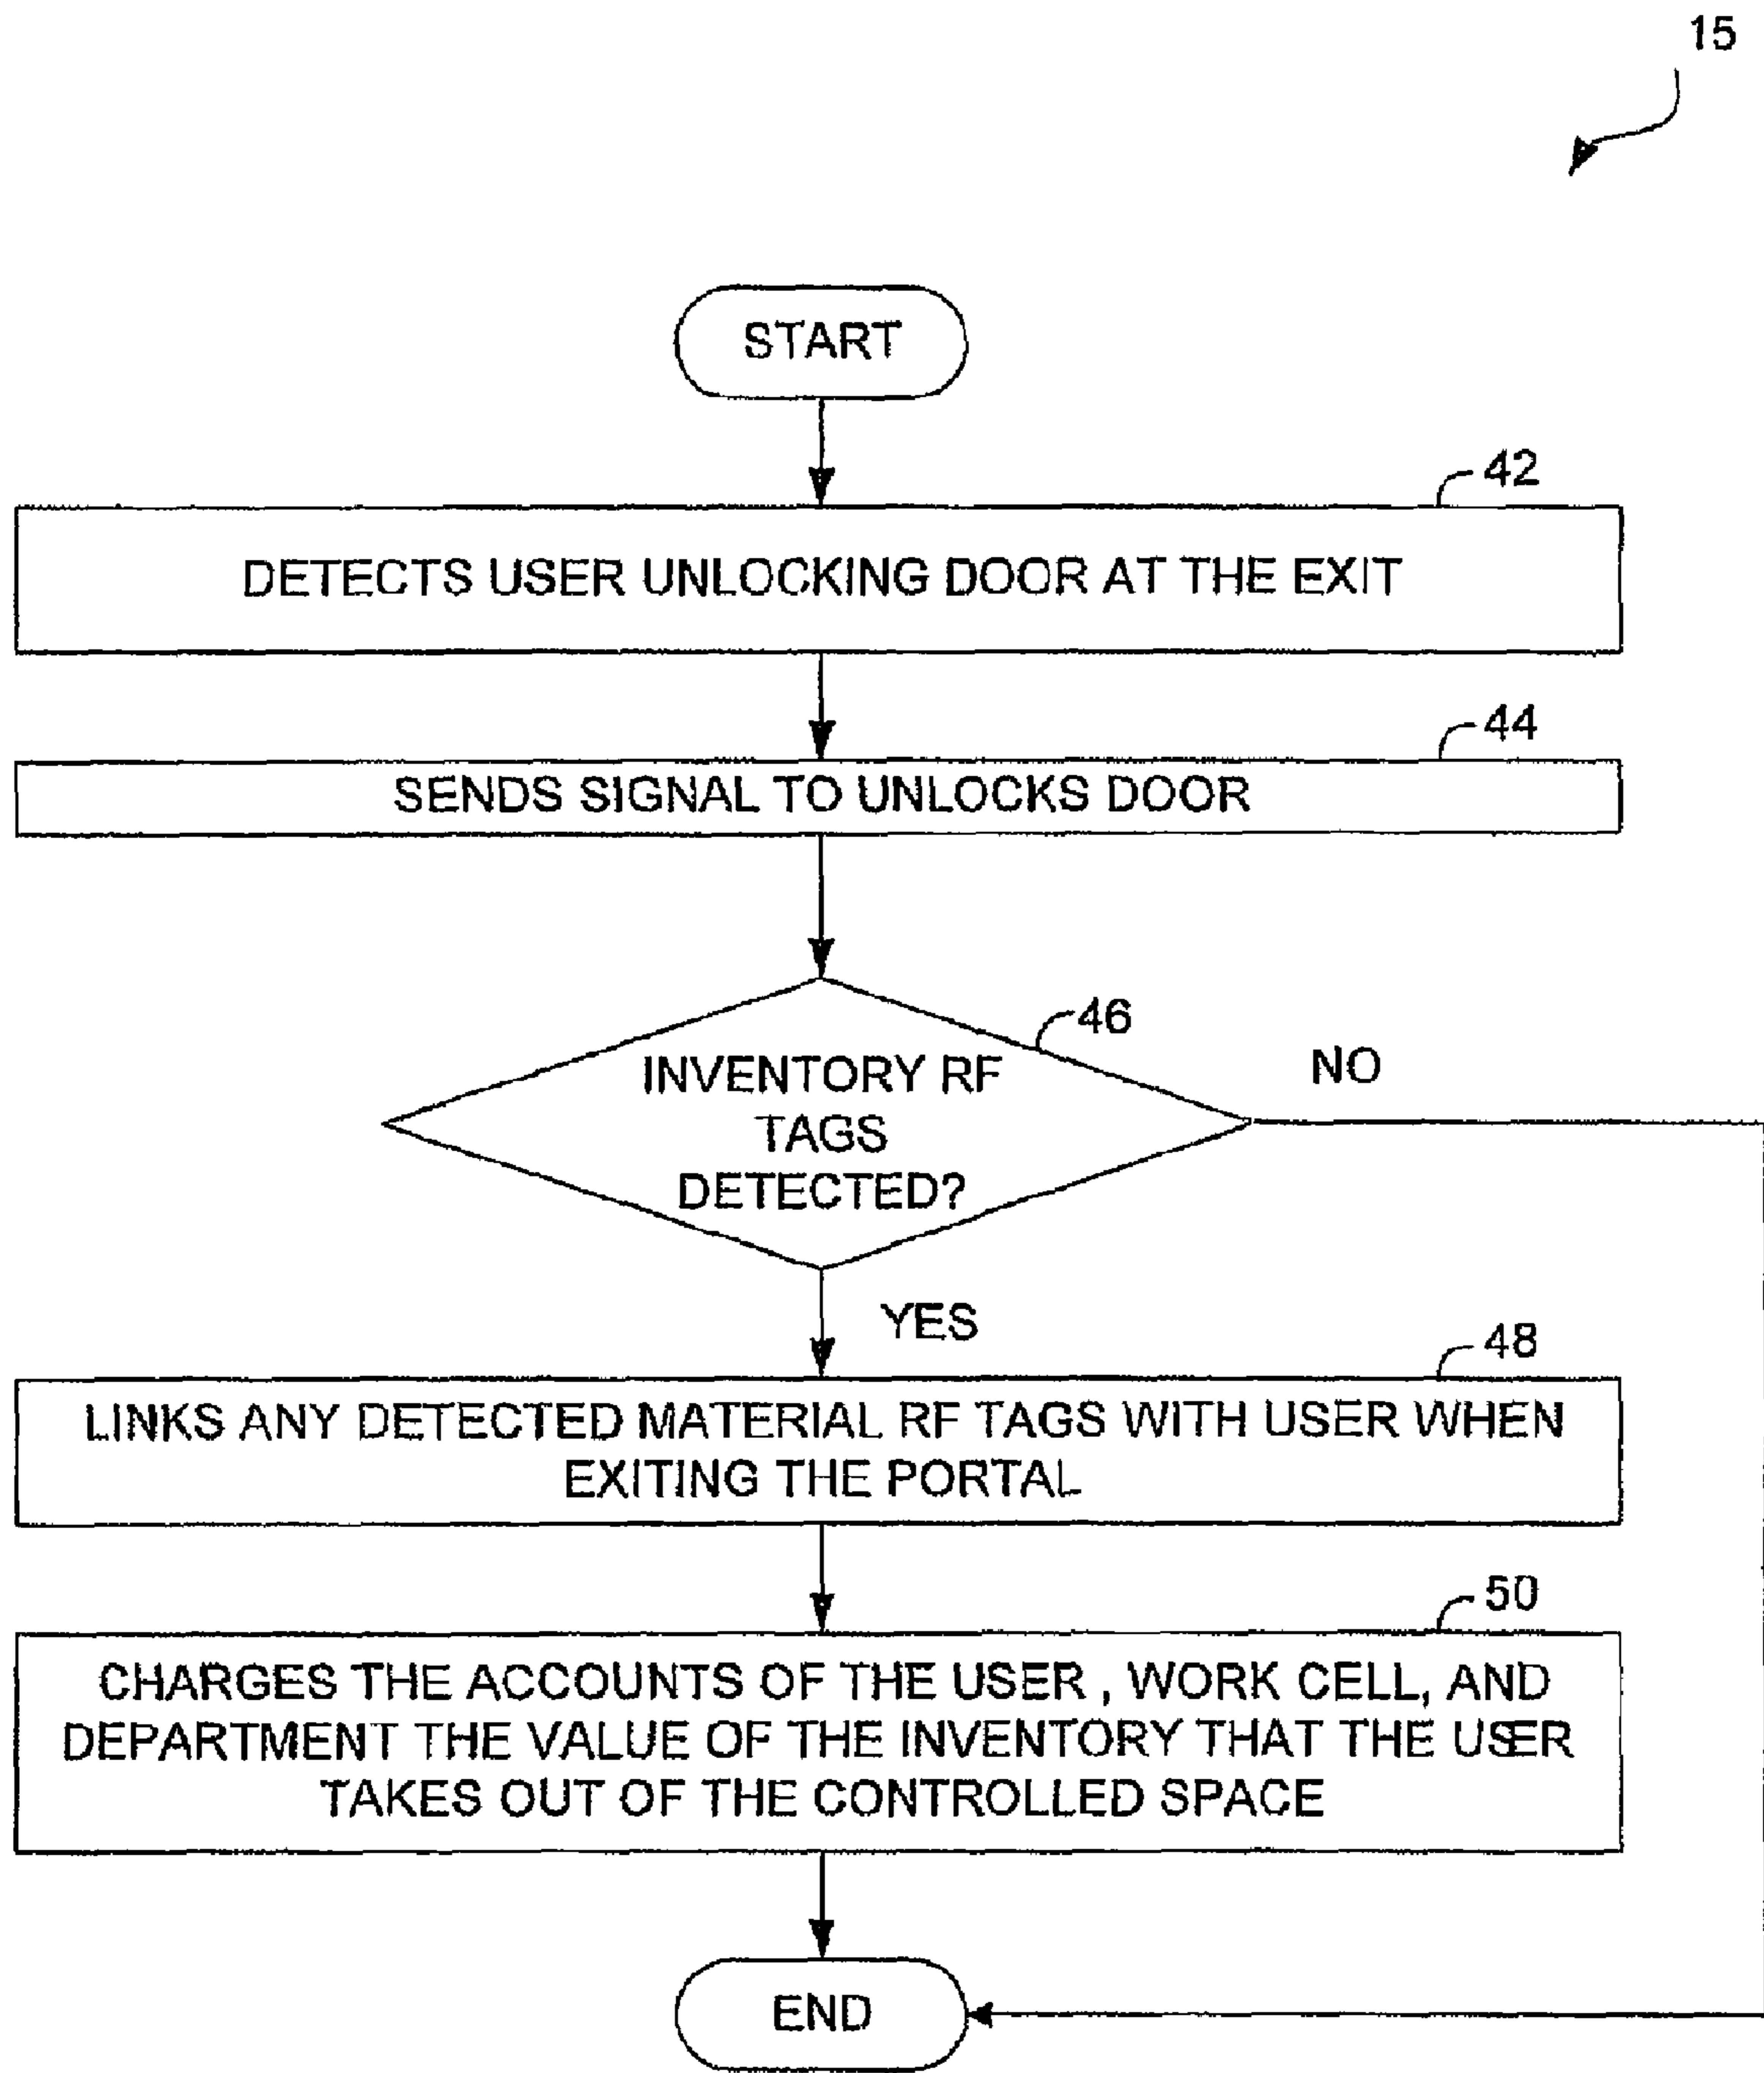 15
START
42
DETECTS USER UNLOCKING DOOR AT THE EXIT
44
SENDS SIGNAL TO UNLOCKS DOOR
46
INVENTORY RF
TAGS
DETECTED?
NO
YES
48
LINKS ANY DETECTED MATERIAL RF TAGS WITH USER WHEN
EXITING THE PORTAL
50
CHARGES THE ACCOUNTS OF THE USER , WORK CELL, AND
DEPARTMENT THE VALUE OF THE INVENTORY THAT THE USER
TAKES OUT OF THE CONTROLLED SPACE
END